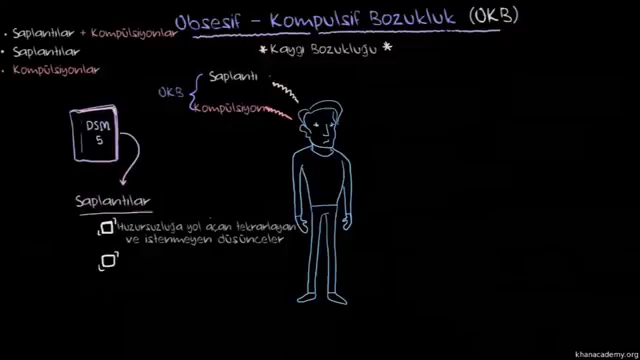 Obsesif - Kompulsif Bozukluk (OKB)
* Kaygı Bozukluğu *
• Saplantılar + Kompülsiyonlar
• Saplantılar
• Kompülsiyonlar
OKB
Saplantı
Kompülsiyon
DSM
5
Saplantılar
Huzursuzluğa yol açan tekrarlayan
ve istenmeyen düşünceler
khanacademy.org